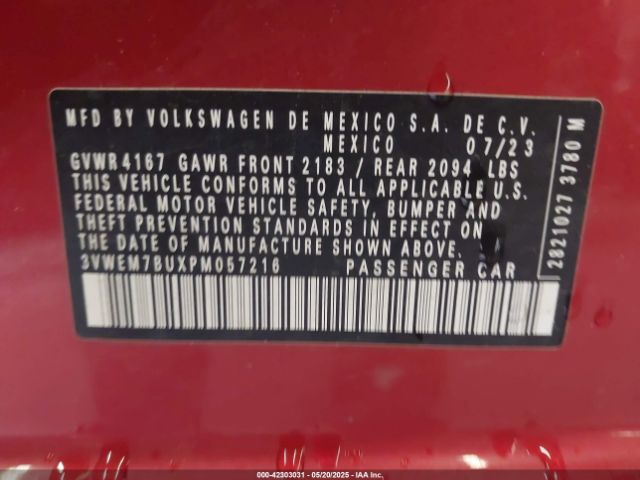 MFD BY VOLKSWAGEN DE MEXICO S.A. DE C.V.
MEXICO 07/23
GVWR 4167 GAWR FRONT 2183 / REAR 2094 LBS
THIS VEHICLE CONFORMS TO ALL APPLICABLE U.S.
FEDERAL MOTOR VEHICLE SAFETY, BUMPER AND
THEFT PREVENTION STANDARDS IN EFFECT ON
THE DATE OF MANUFACTURE SHOWN ABOVE.
3VWEM7BUXPM057216 PASSENGER CAR
2821027 3780 M
000-42303031 - 05/20/2025 - IAA Inc.